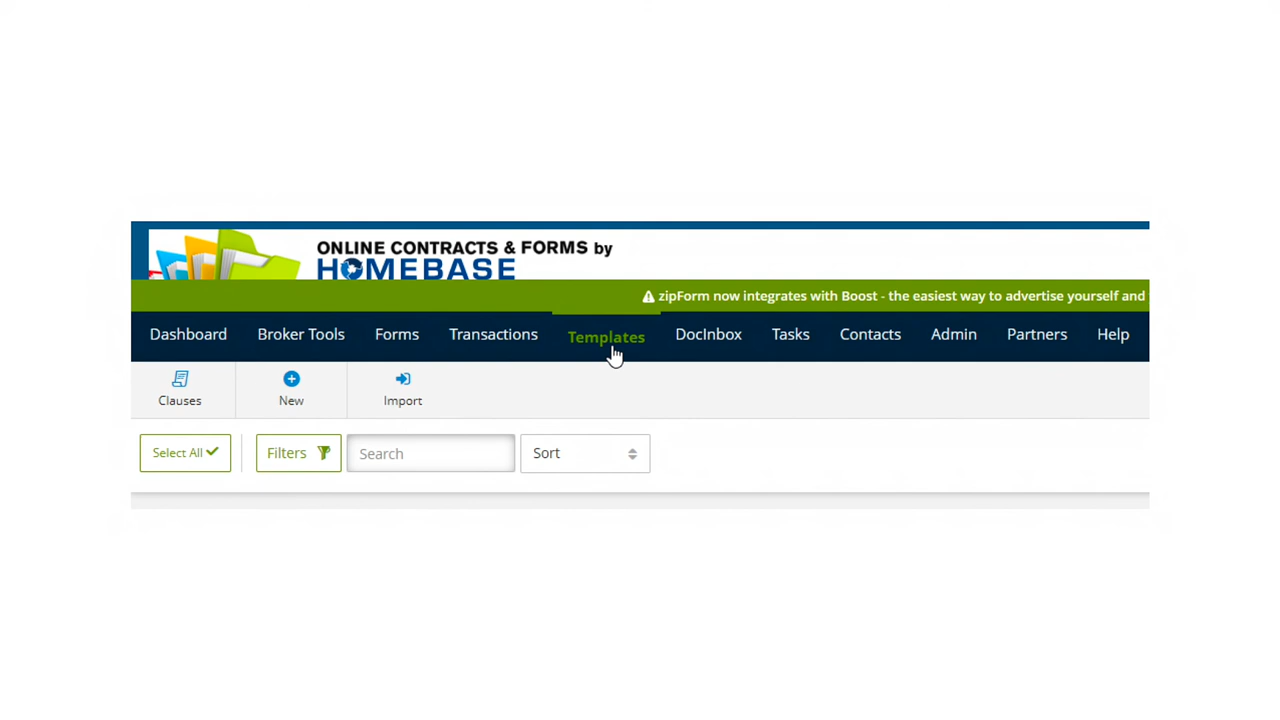 ONLINE CONTRACTS & FORMS by
HOMEBASE
zipForm now integrates with Boost - the easiest way to advertise yourself and
Dashboard Broker Tools Forms Transactions Templates DocInbox Tasks Contacts Admin Partners Help
Clauses New Import
Select All Filters Search Sort